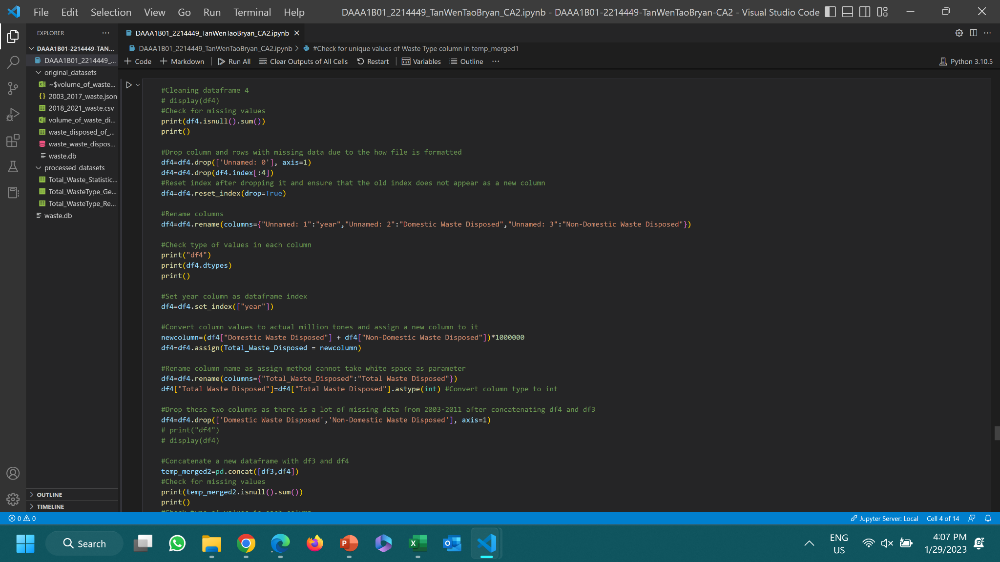 File Edit Selection View Go Run Terminal Help DAAA1B01_2214449_TanWenTaoBryan_CA2.ipynb - DAAA1B01-2214449-TanWenTaoBryan-CA2 - Visual Studio Code
EXPLORER
DAAA1B01-2214449-TAN...
DAAA1B01_2214449_...
original_datasets
~$volume_of_waste...
2003_2017_waste.json
2018_2021_waste.csv
volume_of_waste_di...
waste_disposed_of_...
waste_waste_dispos...
waste.db
processed_datasets
Total_Waste_Statistic...
Total_WasteType_Ge...
Total_WasteType_Re...
waste.db
OUTLINE
TIMELINE
DAAA1B01_2214449_TanWenTaoBryan_CA2.ipynb
DAAA1B01_2214449_TanWenTaoBryan_CA2.ipynb > #Check for unique values of Waste Type column in temp_merged1
+ Code + Markdown Run All Clear Outputs of All Cells Restart Variables Outline ... Python 3.10.5
#Cleaning dataframe 4
# display(df4)
#Check for missing values
print(df4.isnull().sum())
print()
#Drop column and rows with missing data due to the how file is formatted
df4=df4.drop(['Unnamed: 0'], axis=1)
df4=df4.drop(df4.index[:4])
#Reset index after dropping it and ensure that the old index does not appear as a new column
df4=df4.reset_index(drop=True)
#Rename columns
df4=df4.rename(columns={"Unnamed: 1":"year","Unnamed: 2":"Domestic Waste Disposed","Unnamed: 3":"Non-Domestic Waste Disposed"})
#Check type of values in each column
print("df4")
print(df4.dtypes)
print()
#Set year column as dataframe index
df4=df4.set_index(["year"])
#Convert column values to actual million tones and assign a new column to it
newcolumn=(df4["Domestic Waste Disposed"] + df4["Non-Domestic Waste Disposed"])*1000000
df4=df4.assign(Total_Waste_Disposed = newcolumn)
#Rename column name as assign method cannot take white space as parameter
df4=df4.rename(columns={"Total_Waste_Disposed":"Total Waste Disposed"})
df4["Total Waste Disposed"]=df4["Total Waste Disposed"].astype(int) #Convert column type to int
#Drop these two columns as there is a lot of missing data from 2003-2011 after concatenating df4 and df3
df4=df4.drop(['Domestic Waste Disposed','Non-Domestic Waste Disposed'], axis=1)
# print("df4")
# display(df4)
#Concatenate a new dataframe with df3 and df4
temp_merged2=pd.concat([df3,df4])
#Check for missing values
print(temp_merged2.isnull().sum())
print()
#Check type of values in each column
0 0 Jupyter Server: Local Cell 4 of 14
Search
ENG
US
4:07 PM
1/29/2023